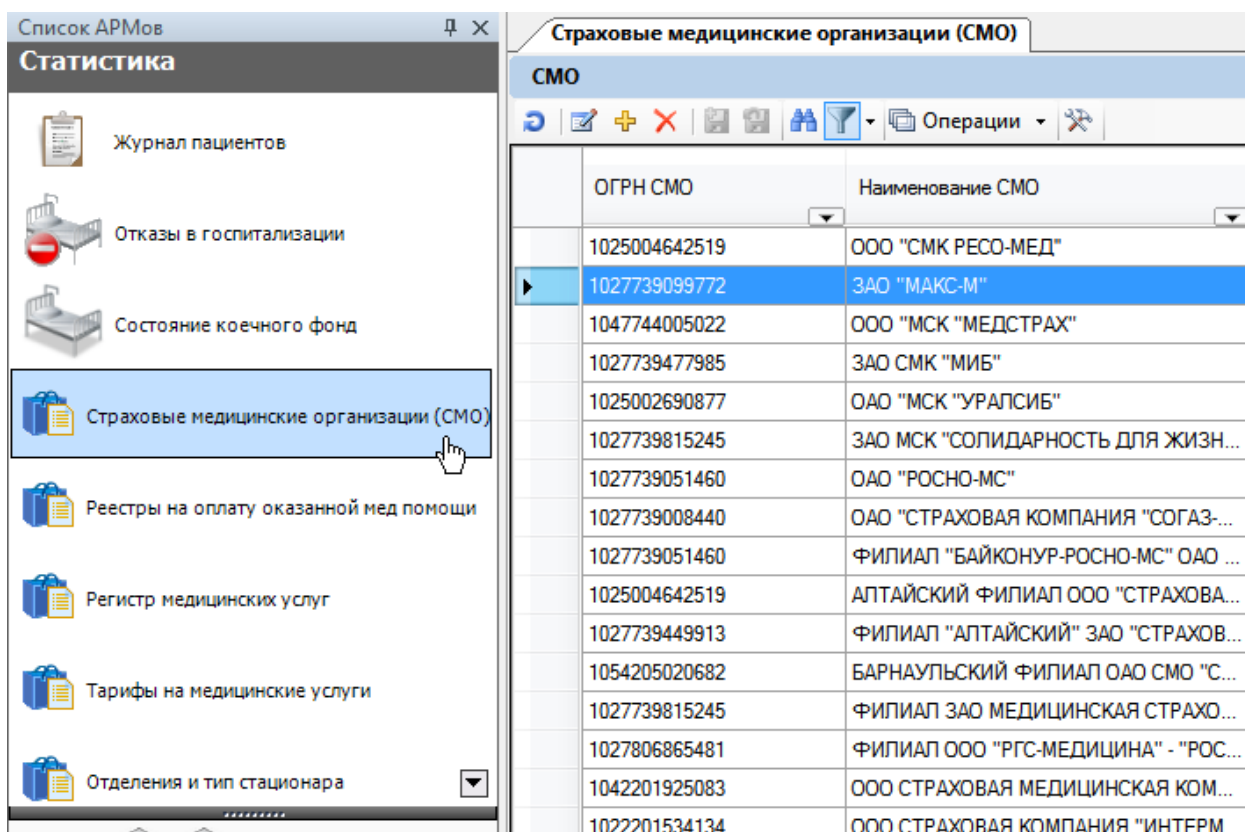 Список АРМов
Статистика
Журнал пациентов
Отказы в госпитализации
Состояние коечного фонд
Страховые медицинские организации (СМО)
Реестры на оплату оказанной мед помощи
Регистр медицинских услуг
Тарифы на медицинские услуги
Отделения и тип стационара
Страховые медицинские организации (СМО)
СМО
Операции
ОГРН СМО Наименование СМО
1025004642519 ООО "СМК РЕСО-МЕД"
1027739099772 ЗАО "МАКС-М"
1047744005022 ООО "МСК "МЕДСТРАХ"
1027739477985 ЗАО СМК "МИБ"
1025002690877 ОАО "МСК "УРАЛСИБ"
1027739815245 ЗАО МСК "СОЛИДАРНОСТЬ ДЛЯ ЖИЗН...
1027739051460 ОАО "РОСНО-МС"
1027739008440 ОАО "СТРАХОВАЯ КОМПАНИЯ "СОГАЗ-...
1027739051460 ФИЛИАЛ "БАЙКОНУР-РОСНО-МС" ОАО ...
1025004642519 АЛТАЙСКИЙ ФИЛИАЛ ООО "СТРАХОВА...
1027739449913 ФИЛИАЛ "АЛТАЙСКИЙ" ЗАО "СТРАХОВ...
1054205020682 БАРНАУЛЬСКИЙ ФИЛИАЛ ОАО СМО "С...
1027739815245 ФИЛИАЛ ЗАО МЕДИЦИНСКАЯ СТРАХО...
1027806865481 ФИЛИАЛ ООО "РГС-МЕДИЦИНА" - "РОС...
1042201925083 ООО СТРАХОВАЯ МЕДИЦИНСКАЯ КОМ...
1022201534134 ООО СТРАХОВАЯ КОМПАНИЯ "ИНТЕРМ